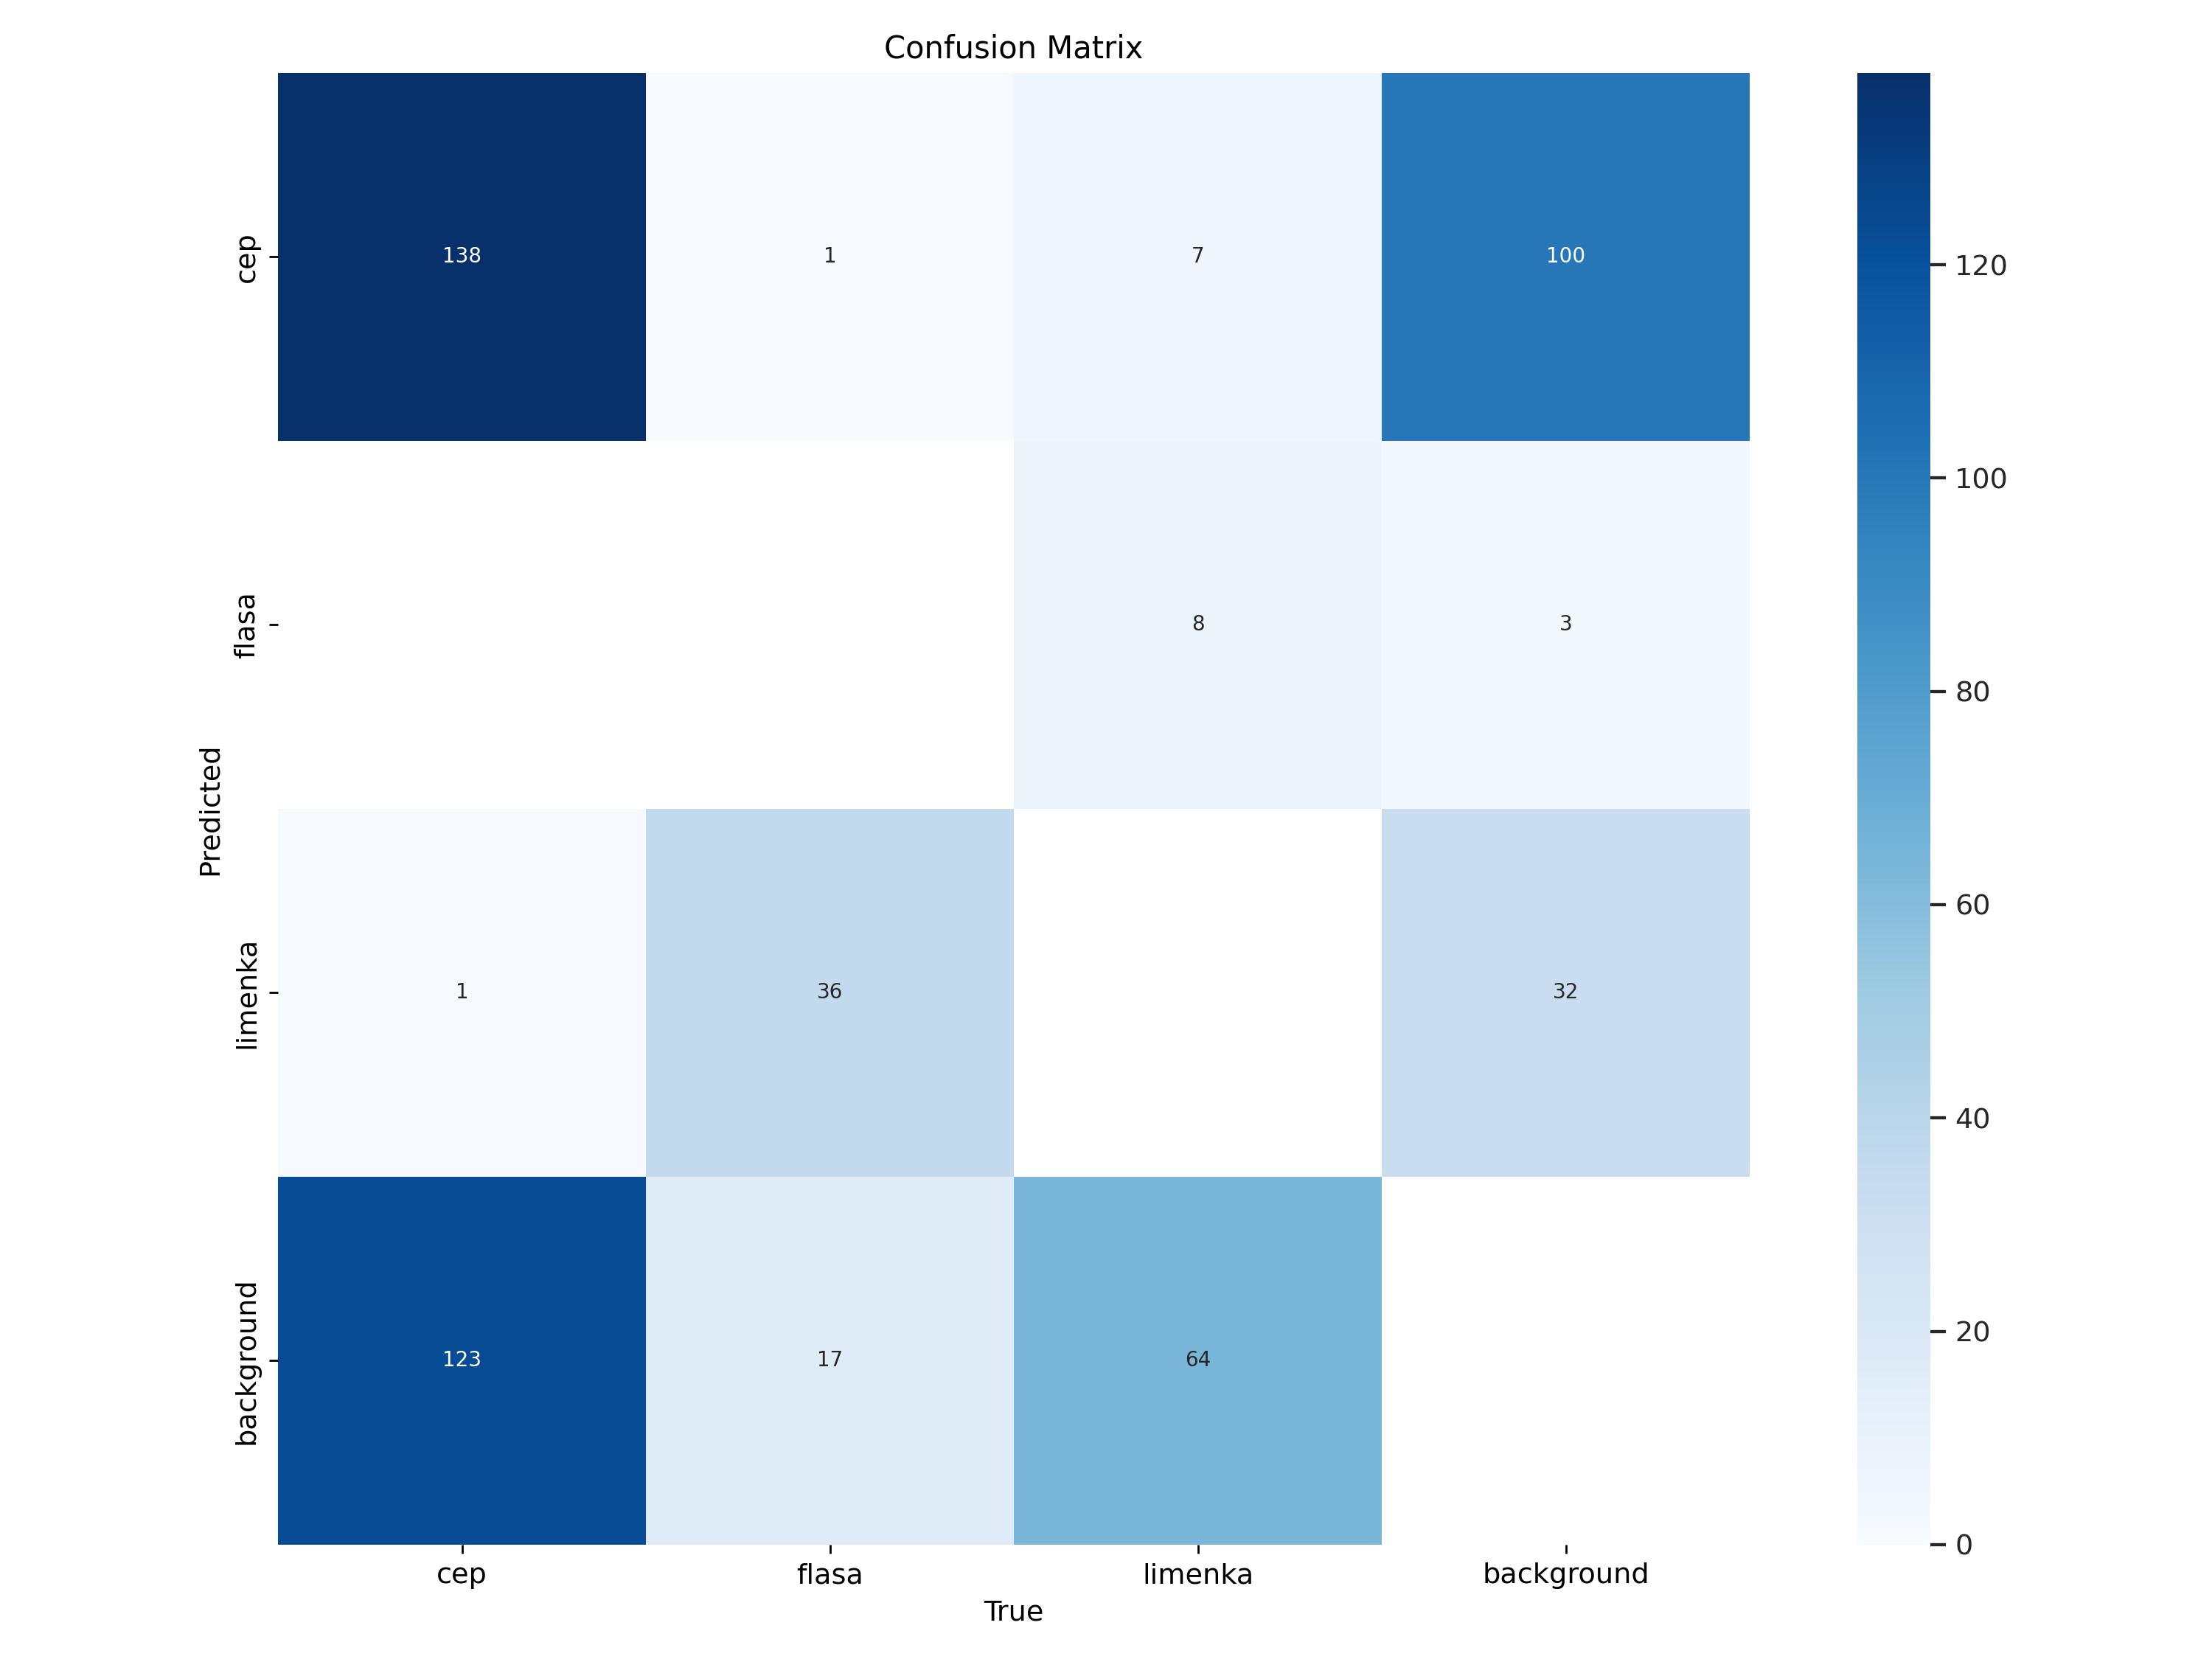 Confusion Matrix
cep
138
1
7
100
flasa
8
3
limenka
1
36
32
background
123
17
64
Predicted
cep
flasa
limenka
background
True
120
100
80
60
40
20
0